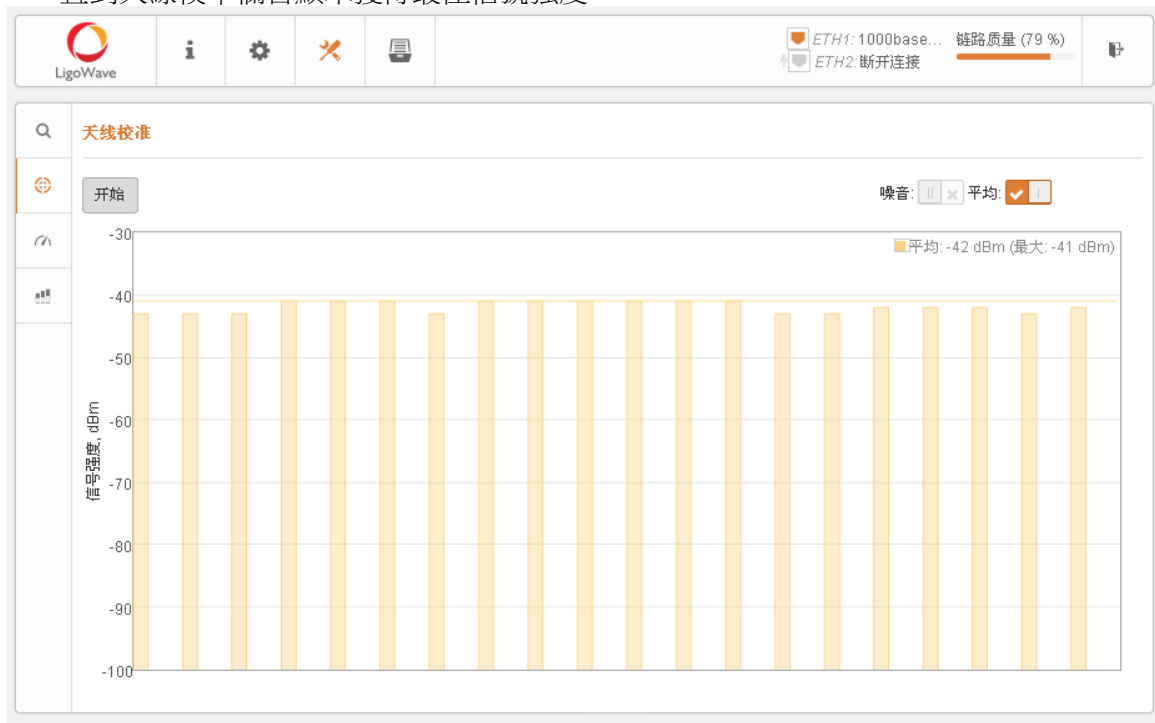 LigoWave
ETH1: 1000base... 链路质量 (79 %)
ETH2: 断开连接
天线校准
开始
噪音: 平均:
平均: -42 dBm (最大: -41 dBm)
-30
-40
-50
-60
-70
-80
-90
-100
信号强度, dBm